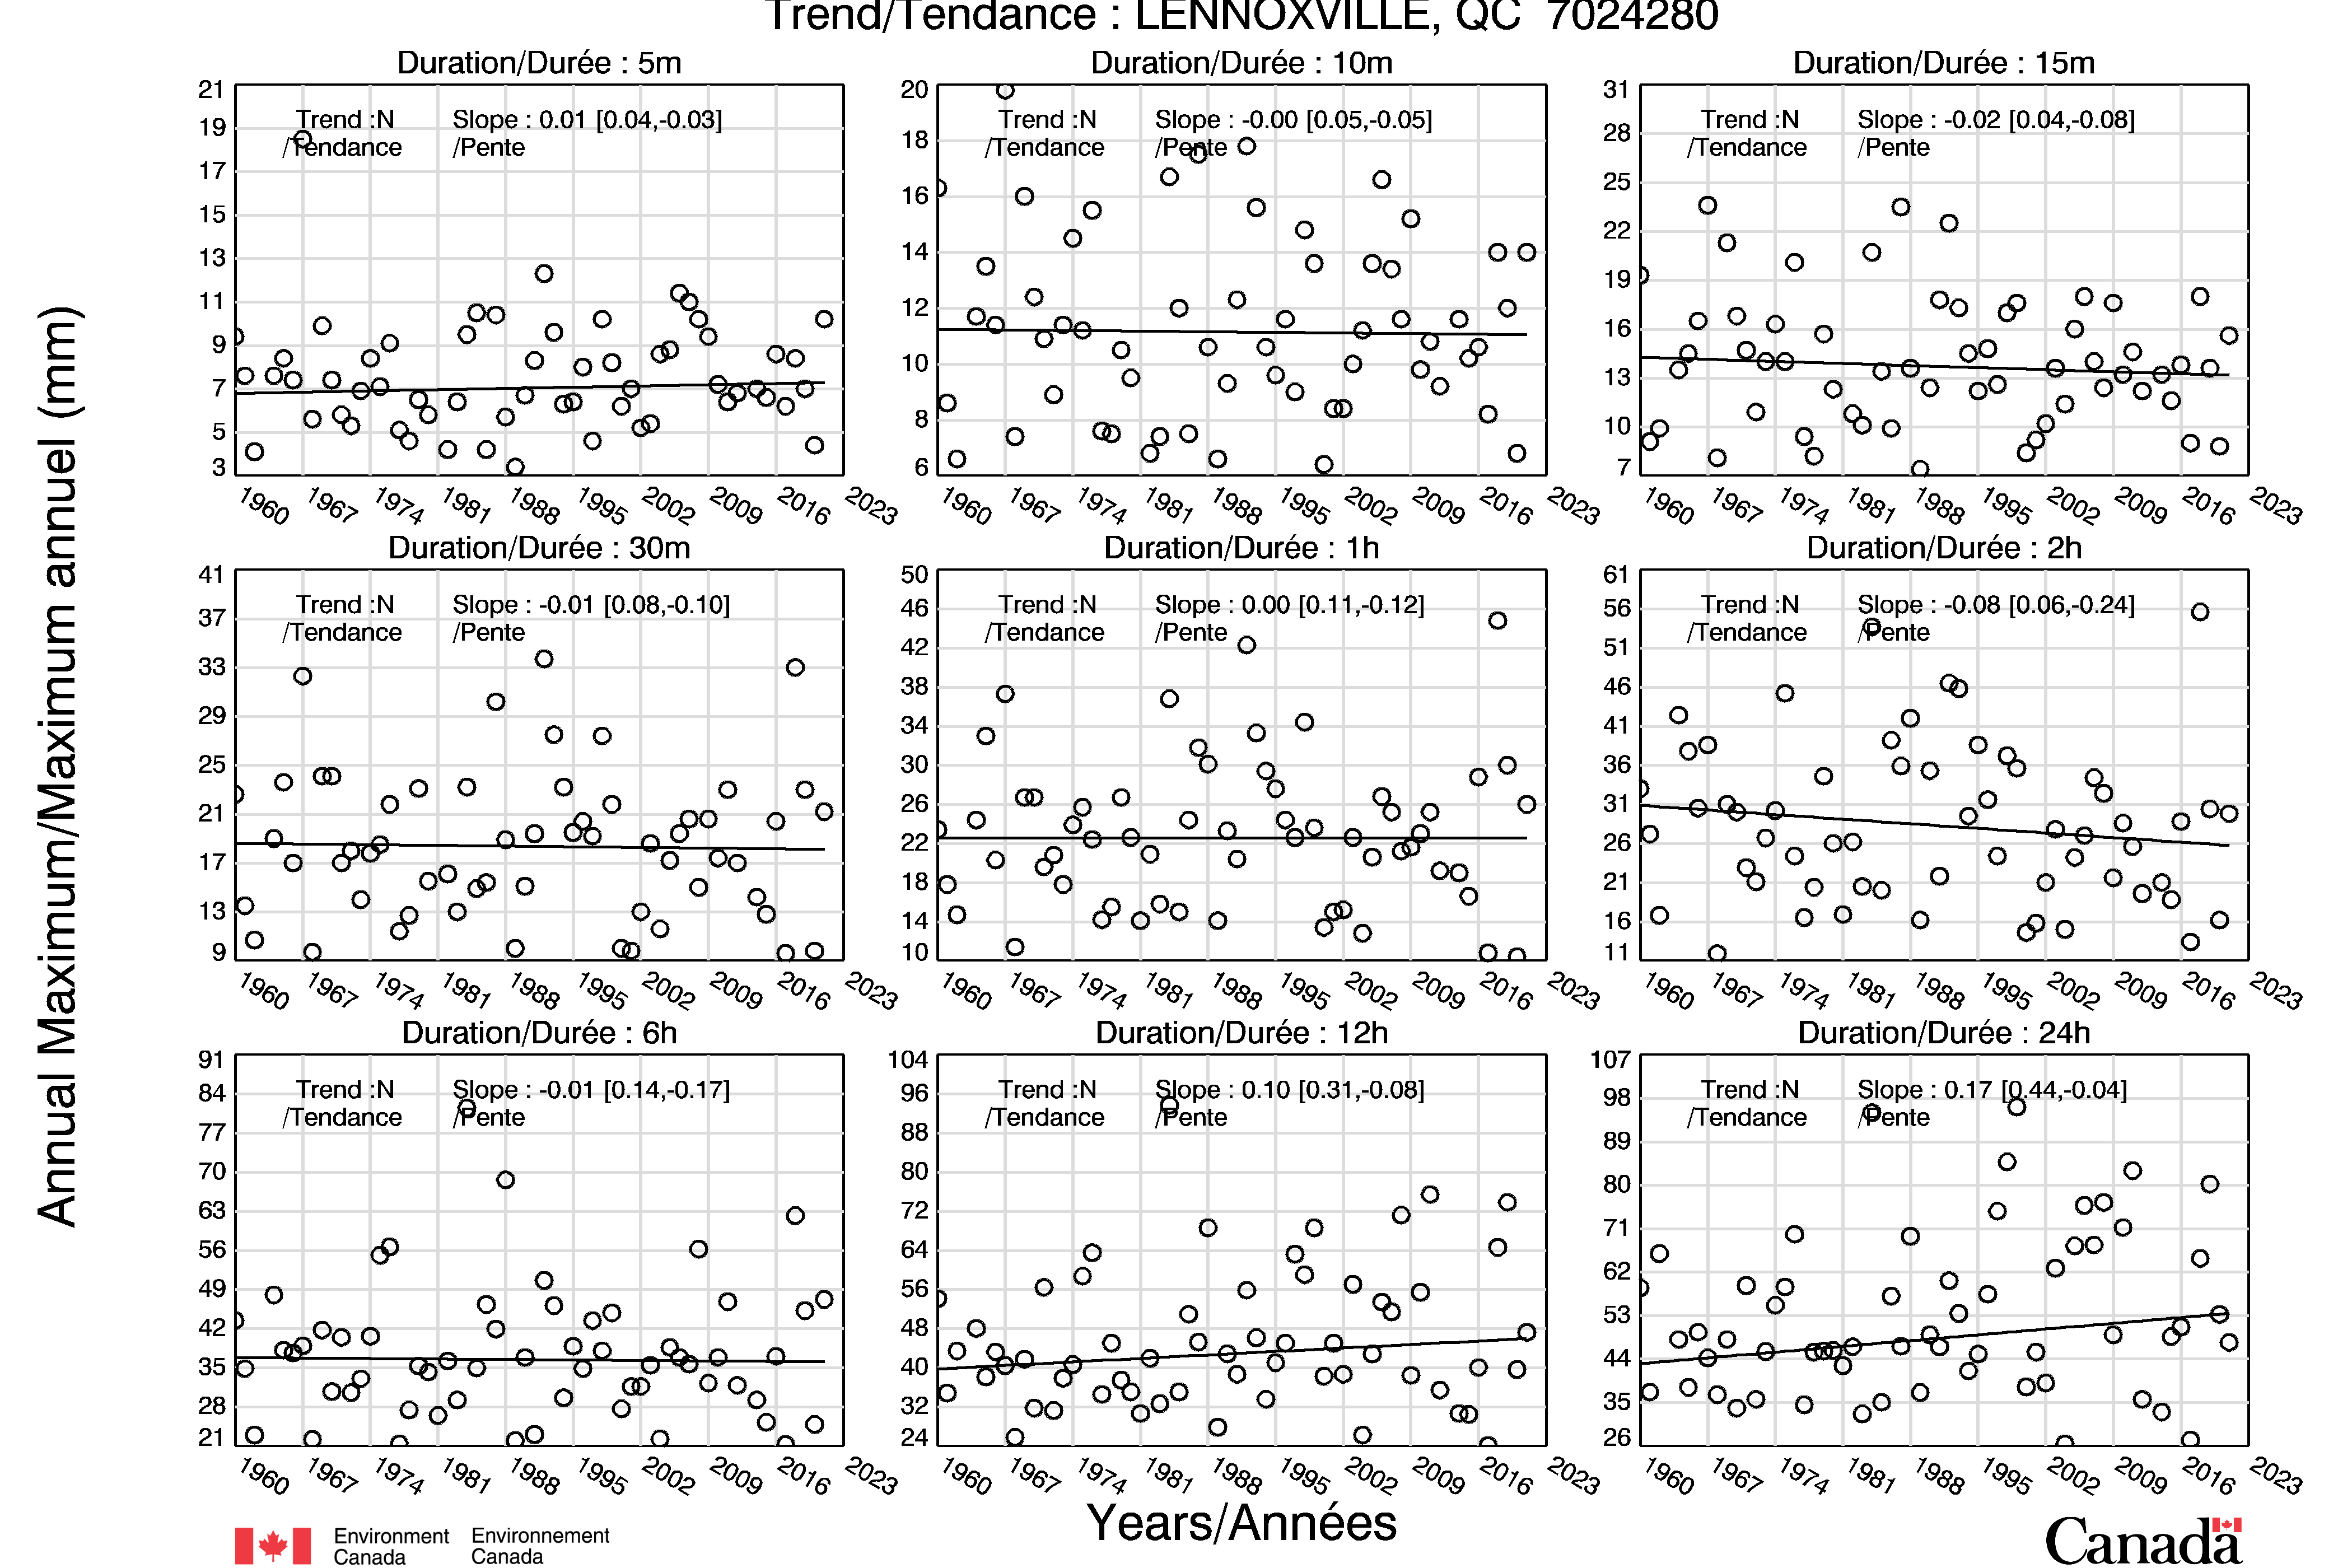 Trend/Tendance : LENNOXVILLE, QC 7024280
Annual Maximum/Maximum annuel (mm)
Duration/Durée : 5m
Trend :N Slope : 0.01 [0.04,-0.03]
/Tendance /Pente
21
19
17
15
13
11
9
7
5
3
1960 1967 1974 1981 1988 1995 2002 2009 2016 2023
Duration/Durée : 10m
Trend :N Slope : -0.00 [0.05,-0.05]
/Tendance /Pente
20
18
16
14
12
10
8
6
1960 1967 1974 1981 1988 1995 2002 2009 2016 2023
Duration/Durée : 15m
Trend :N Slope : -0.02 [0.04,-0.08]
/Tendance /Pente
31
28
25
22
19
16
13
10
7
1960 1967 1974 1981 1988 1995 2002 2009 2016 2023
Duration/Durée : 30m
Trend :N Slope : -0.01 [0.08,-0.10]
/Tendance /Pente
41
37
33
29
25
21
17
13
9
1960 1967 1974 1981 1988 1995 2002 2009 2016 2023
Duration/Durée : 1h
Trend :N Slope : 0.00 [0.11,-0.12]
/Tendance /Pente
50
46
42
38
34
30
26
22
18
14
10
1960 1967 1974 1981 1988 1995 2002 2009 2016 2023
Duration/Durée : 2h
Trend :N Slope : -0.08 [0.06,-0.24]
/Tendance /Pente
61
56
51
46
41
36
31
26
21
16
11
1960 1967 1974 1981 1988 1995 2002 2009 2016 2023
Duration/Durée : 6h
Trend :N Slope : -0.01 [0.14,-0.17]
/Tendance /Pente
91
84
77
70
63
56
49
42
35
28
21
1960 1967 1974 1981 1988 1995 2002 2009 2016 2023
Duration/Durée : 12h
Trend :N Slope : 0.10 [0.31,-0.08]
/Tendance /Pente
104
96
88
80
72
64
56
48
40
32
24
1960 1967 1974 1981 1988 1995 2002 2009 2016 2023
Duration/Durée : 24h
Trend :N Slope : 0.17 [0.44,-0.04]
/Tendance /Pente
107
98
89
80
71
62
53
44
35
26
1960 1967 1974 1981 1988 1995 2002 2009 2016 2023
Years/Années
Environment Environnement
Canada Canada
Canada